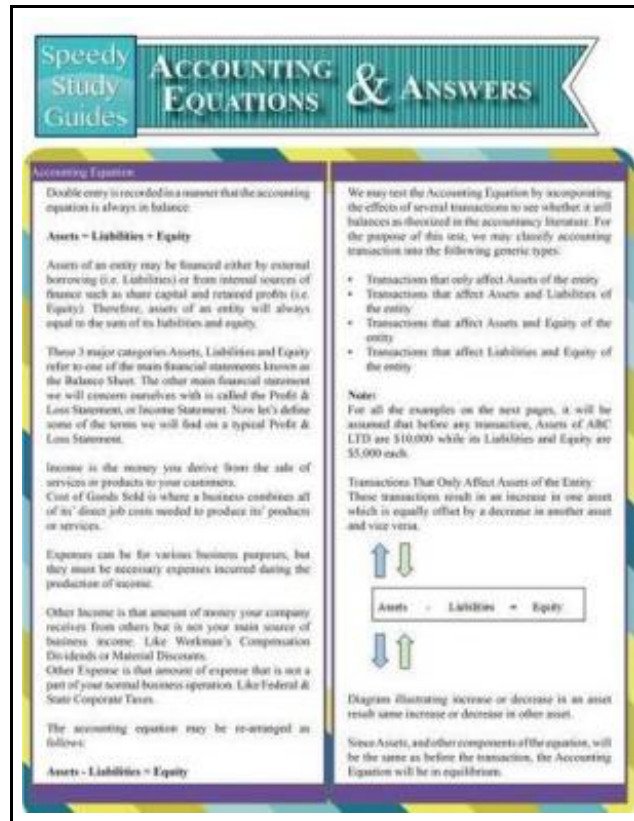 Speedy
Study
Guides
ACCOUNTING
EQUATIONS
& ANSWERS
Accounting Equation
Double entry is recorded in a manner that the accounting
equation is always in balance.
Assets = Liabilities + Equity
Assets of an entity may be financed either by external
borrowing (i.e. Liabilities) or from internal sources of
finance such as share capital and retained profits (i.e.
Equity). Therefore, assets of an entity will always
equal to the sum of its liabilities and equity.
These 3 major categories Assets, Liabilities and Equity
refer to one of the main financial statements known as
the Balance Sheet. The other main financial statement
we will concern ourselves with is called the Profit &
Loss Statement, or Income Statement. Now let's define
some of the terms we will find on a typical Profit &
Loss Statement.
Income is the money you derive from the sale of
services or products to your customers.
Cost of Goods Sold is where a business combines all
of its' direct job costs needed to produce its' products
or services.
Expenses can be for various business purposes, but
they must be necessary expenses incurred during the
production of income.
Other Income is that amount of money your company
receives from others but is not your main source of
business income. Like Workman's Compensation
Dividends or Material Discounts.
Other Expense is that amount of expense that is not a
part of your normal business operation. Like Federal &
State Corporate Taxes.
The accounting equation may be re-arranged as
follows:
Assets - Liabilities = Equity
We may test the Accounting Equation by incorporating
the effects of several transactions to see whether it still
balances as theorized in the accountancy literature. For
the purpose of this test, we may classify accounting
transaction into the following generic types:
• Transactions that only affect Assets of the entity
• Transactions that affect Assets and Liabilities of
the entity
• Transactions that affect Assets and Equity of the
entity
• Transactions that affect Liabilities and Equity of
the entity
Note:
For all the examples on the next pages, it will be
assumed that before any transaction, Assets of ABC
LTD are $10,000 while its Liabilities and Equity are
$5,000 each.
Transactions That Only Affect Assets of the Entity
These transactions result in an increase in one asset
which is equally offset by a decrease in another asset
and vice versa.
Assets - Liabilities = Equity
Diagram illustrating increase or decrease in an asset
result same increase or decrease in other asset.
Since Assets, and other components of the equation, will
be the same as before the transaction, the Accounting
Equation will be in equilibrium.